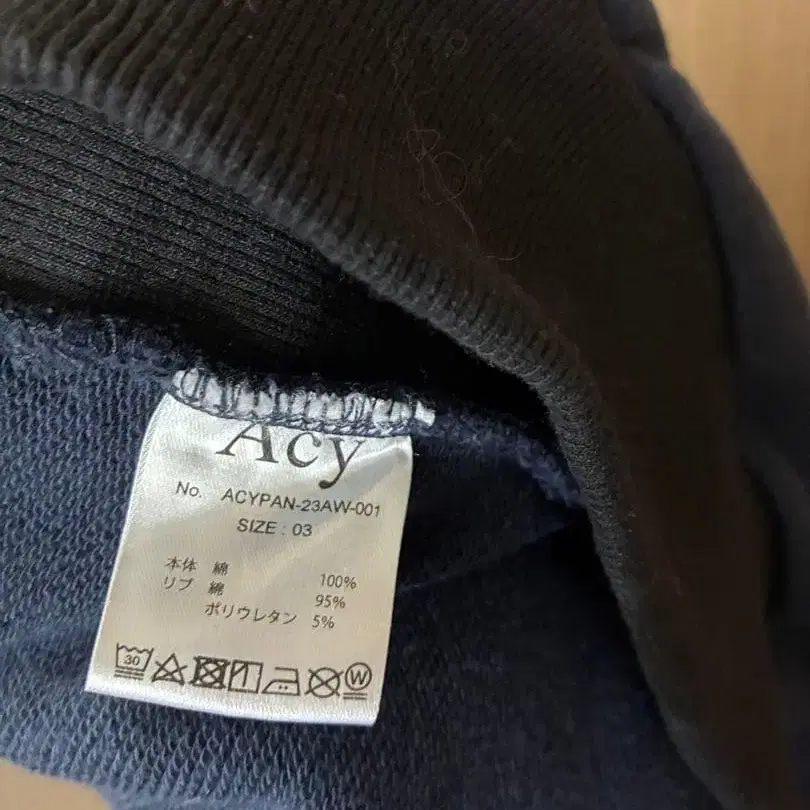 Acy
No. ACYPAN-23AW-001
SIZE : 03
本体 綿 100%
リブ 綿 95%
ポリウレタン 5%
30 W